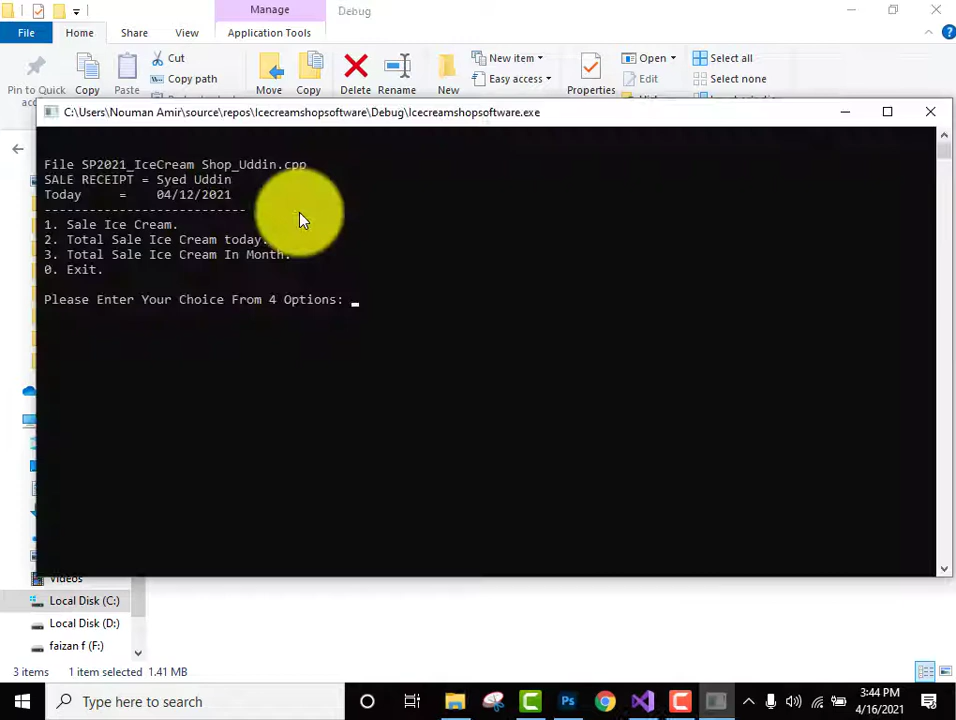 Manage
Debug
File
Home
Share
View
Application Tools
Pin to Quick
Copy
Paste
Cut
Copy path
Move
Copy
Delete
Rename
New
New item
Easy access
Properties
Open
Edit
Select all
Select none
C:\Users\Nouman Amir\source\repos\Icecreamshopsoftware\Debug\Icecreamshopsoftware.exe
File SP2021_IceCream Shop_Uddin.cpp
SALE RECEIPT = Syed Uddin
Today     =    04/12/2021
---------------------------
1. Sale Ice Cream.
2. Total Sale Ice Cream today.
3. Total Sale Ice Cream In Month.
0. Exit.
Please Enter Your Choice From 4 Options: _
Videos
Local Disk (C:)
Local Disk (D:)
faizan f (F:)
3 items
1 item selected 1.41 MB
Type here to search
3:44 PM
4/16/2021